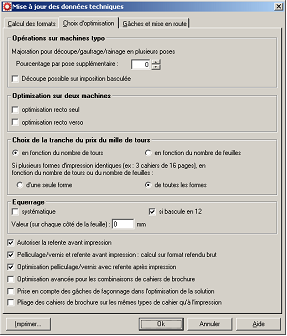 Mise à jour des données techniques
Calcul des formats
Choix d'optimisation
Gâches et mise en route
Opérations sur machines typo
Majoration pour découpe/gaufrage/rainage en plusieurs poses
Pourcentage par pose supplémentaire :
0
Découpe possible sur imposition basculée
Optimisation sur deux machines
optimisation recto seul
optimisation recto verso
Choix de la tranche du prix du mille de tours
en fonction du nombre de tours
en fonction du nombre de feuilles
Si plusieurs formes d'impression identiques (ex : 3 cahiers de 16 pages), en
fonction du nombre de tours ou du nombre de feuilles :
d'une seule forme
de toutes les formes
Equerrage
systématique
si bascule en 12
Valeur (sur chaque côté de la feuille) :
0
mm
Autoriser la refente avant impression
Pelliculage/vernis et refente avant impression : calcul sur format refendu brut
Optimisation pelliculage/vernis avec refente après impression
Optimisation avancée pour les combinaisons de cahiers de brochure
Prise en compte des gâches de façonnage dans l'optimisation de la solution
Pliage des cahiers de brochure sur les mêmes types de cahier qu'à l'impression
Imprimer...
Ok
Annuler
Aide